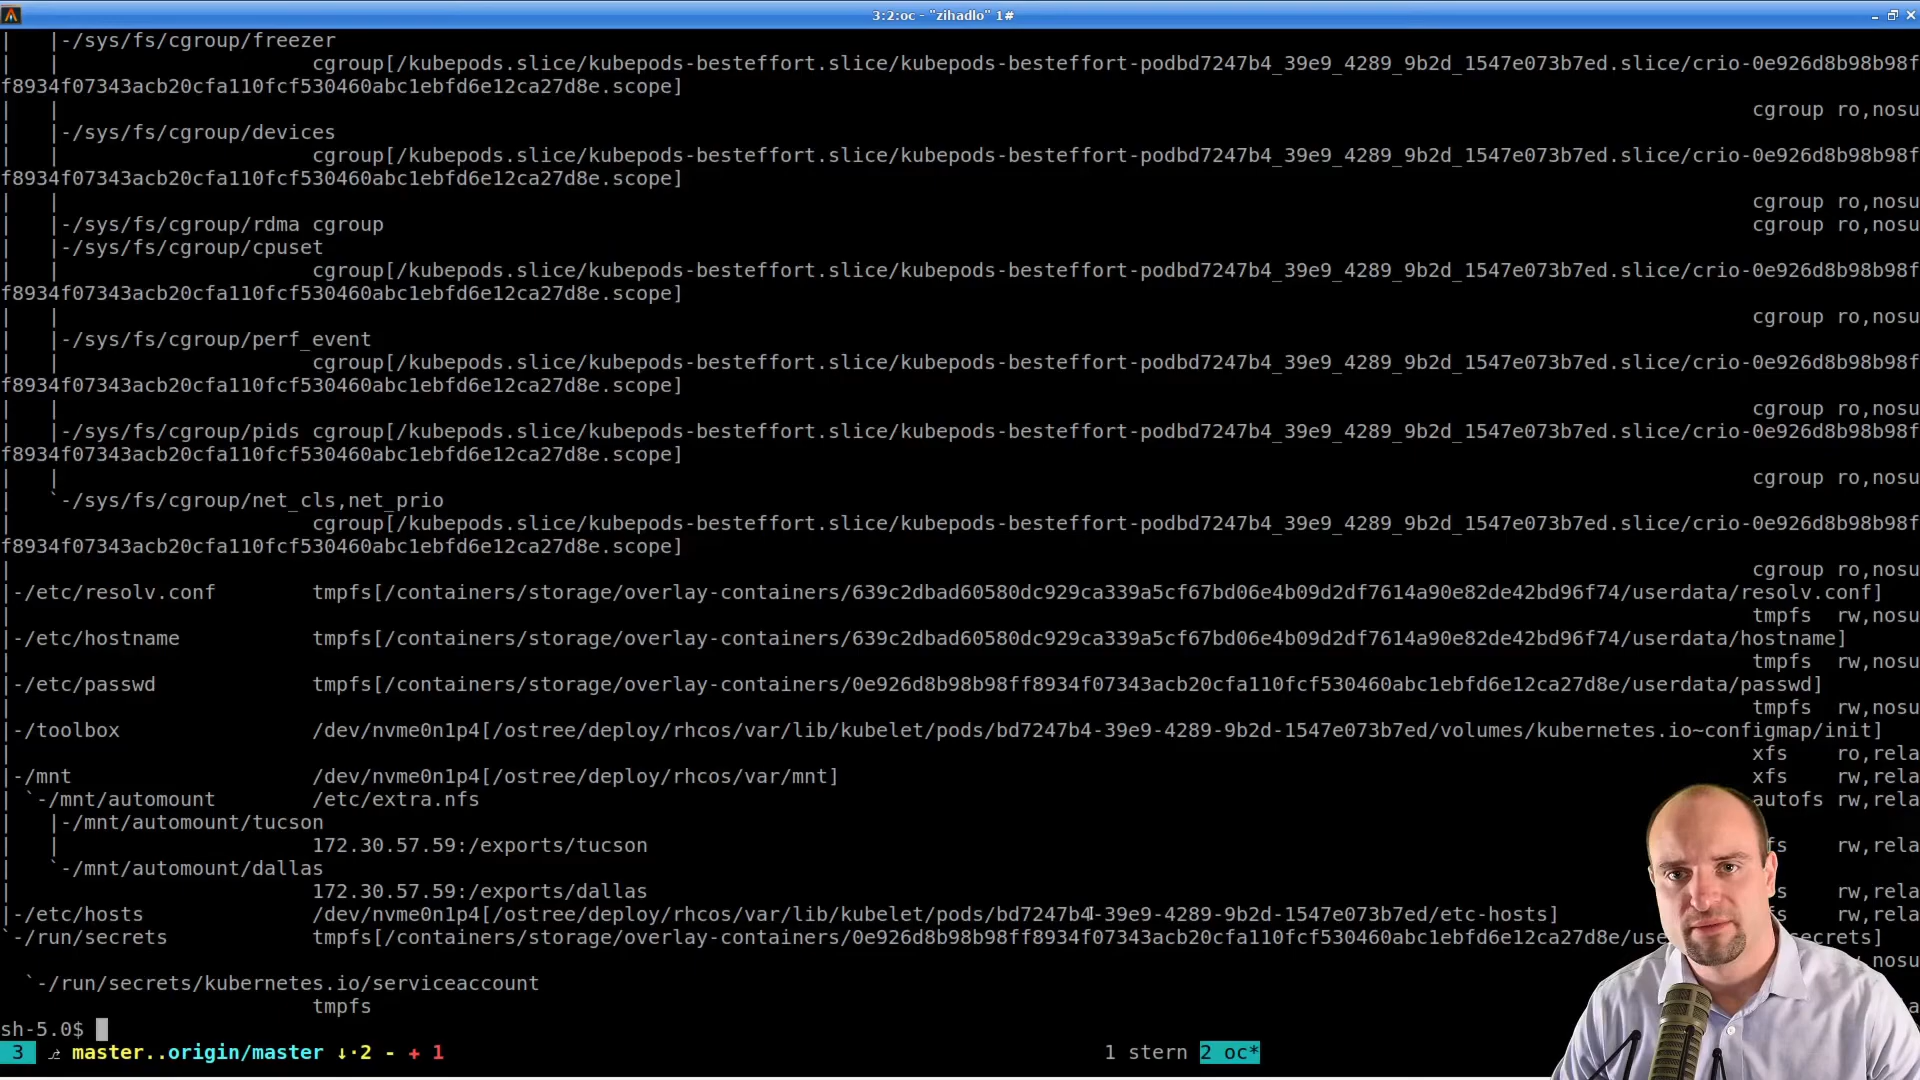 3:2:oc - "zihadlo" 1#
| |-/sys/fs/cgroup/freezer
| | cgroup[/kubepods.slice/kubepods-besteffort.slice/kubepods-besteffort-podbd7247b4_39e9_4289_9b2d_1547e073b7ed.slice/crio-0e926d8b98b98f
f8934f07343acb20cfa110fcf530460abc1ebfd6e12ca27d8e.scope]
| | cgroup ro,nosu
| |-/sys/fs/cgroup/devices
| | cgroup[/kubepods.slice/kubepods-besteffort.slice/kubepods-besteffort-podbd7247b4_39e9_4289_9b2d_1547e073b7ed.slice/crio-0e926d8b98b98f
f8934f07343acb20cfa110fcf530460abc1ebfd6e12ca27d8e.scope]
| | cgroup ro,nosu
| |-/sys/fs/cgroup/rdma cgroup cgroup ro,nosu
| |-/sys/fs/cgroup/cpuset
| | cgroup[/kubepods.slice/kubepods-besteffort.slice/kubepods-besteffort-podbd7247b4_39e9_4289_9b2d_1547e073b7ed.slice/crio-0e926d8b98b98f
f8934f07343acb20cfa110fcf530460abc1ebfd6e12ca27d8e.scope]
| | cgroup ro,nosu
| |-/sys/fs/cgroup/perf_event
| | cgroup[/kubepods.slice/kubepods-besteffort.slice/kubepods-besteffort-podbd7247b4_39e9_4289_9b2d_1547e073b7ed.slice/crio-0e926d8b98b98f
f8934f07343acb20cfa110fcf530460abc1ebfd6e12ca27d8e.scope]
| | cgroup ro,nosu
| |-/sys/fs/cgroup/pids cgroup[/kubepods.slice/kubepods-besteffort.slice/kubepods-besteffort-podbd7247b4_39e9_4289_9b2d_1547e073b7ed.slice/crio-0e926d8b98b98f
f8934f07343acb20cfa110fcf530460abc1ebfd6e12ca27d8e.scope]
| | cgroup ro,nosu
| `-/sys/fs/cgroup/net_cls,net_prio
| cgroup[/kubepods.slice/kubepods-besteffort.slice/kubepods-besteffort-podbd7247b4_39e9_4289_9b2d_1547e073b7ed.slice/crio-0e926d8b98b98f
f8934f07343acb20cfa110fcf530460abc1ebfd6e12ca27d8e.scope]
| cgroup ro,nosu
|-/etc/resolv.conf tmpfs[/containers/storage/overlay-containers/639c2dbad60580dc929ca339a5cf67bd06e4b09d2df7614a90e82de42bd96f74/userdata/resolv.conf]
| tmpfs rw,nosu
|-/etc/hostname tmpfs[/containers/storage/overlay-containers/639c2dbad60580dc929ca339a5cf67bd06e4b09d2df7614a90e82de42bd96f74/userdata/hostname]
| tmpfs rw,nosu
|-/etc/passwd tmpfs[/containers/storage/overlay-containers/0e926d8b98b98ff8934f07343acb20cfa110fcf530460abc1ebfd6e12ca27d8e/userdata/passwd]
| tmpfs rw,nosu
|-/toolbox /dev/nvme0n1p4[/ostree/deploy/rhcos/var/lib/kubelet/pods/bd7247b4-39e9-4289-9b2d-1547e073b7ed/volumes/kubernetes.io~configmap/init]
| xfs ro,rela
|-/mnt /dev/nvme0n1p4[/ostree/deploy/rhcos/var/mnt] xfs rw,rela
| `-/mnt/automount /etc/extra.nfs autofs rw,rela
| |-/mnt/automount/tucson
| | 172.30.57.59:/exports/tucson fs rw,rela
| `-/mnt/automount/dallas
| 172.30.57.59:/exports/dallas rw,rela
|-/etc/hosts /dev/nvme0n1p4[/ostree/deploy/rhcos/var/lib/kubelet/pods/bd7247b4-39e9-4289-9b2d-1547e073b7ed/etc-hosts] rw,rela
`-/run/secrets tmpfs[/containers/storage/overlay-containers/0e926d8b98b98ff8934f07343acb20cfa110fcf530460abc1ebfd6e12ca27d8e/use secrets]
nosu
`-/run/secrets/kubernetes.io/serviceaccount
tmpfs
sh-5.0$
3 master..origin/master ↓·2 - + 1 1 stern 2 oc*